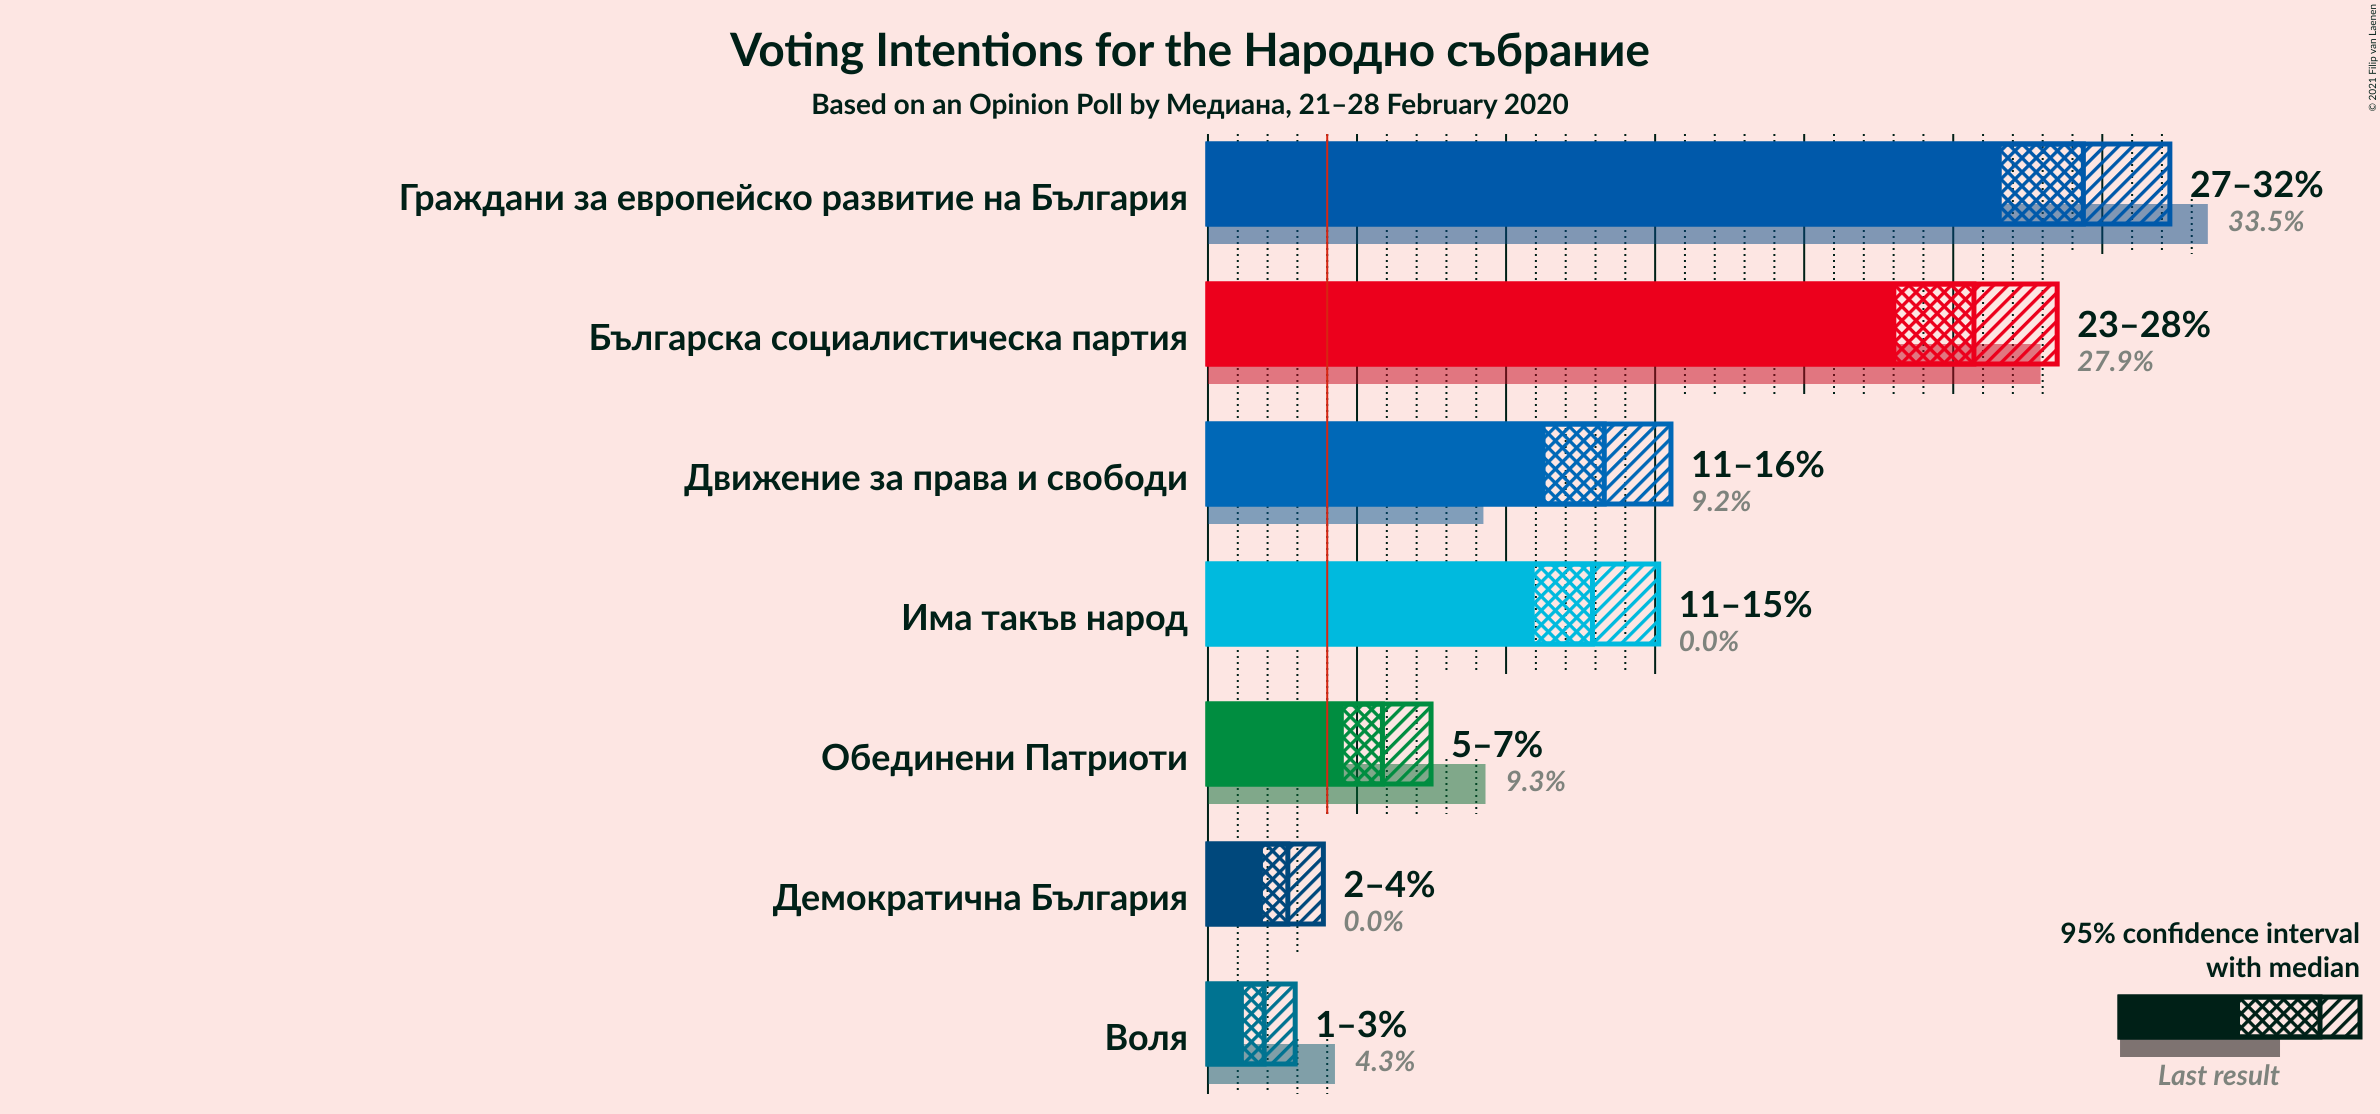 Voting Intentions for the Народно събрание
Based on an Opinion Poll by Медиана, 21–28 February 2020
© 2021 Filip van Laenen
Граждани за европейско развитие на България
27–32%
33.5%
Българска социалистическа партия
23–28%
27.9%
Движение за права и свободи
11–16%
9.2%
Има такъв народ
11–15%
0.0%
Обединени Патриоти
5–7%
9.3%
Демократична България
2–4%
0.0%
Воля
1–3%
4.3%
95% confidence interval
with median
Last result